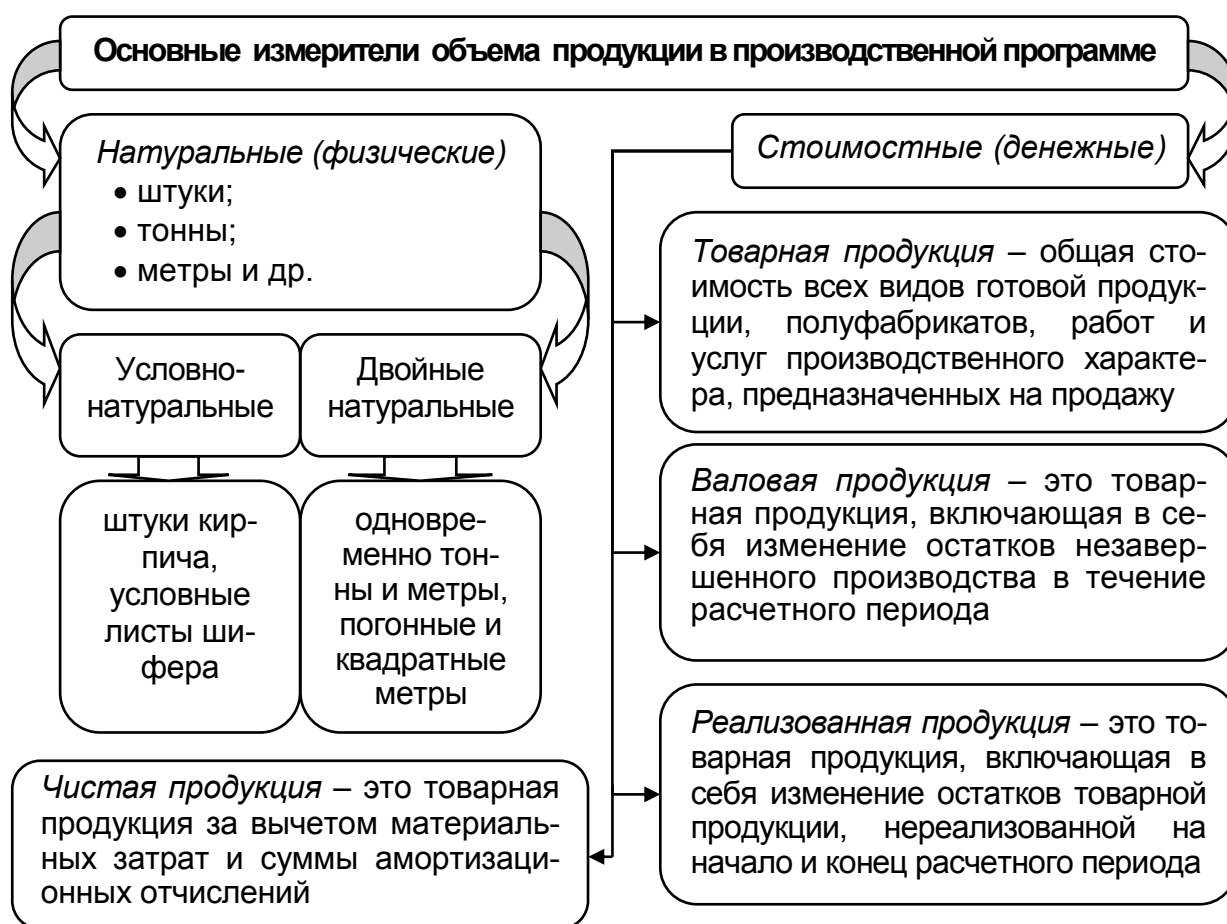 Основные измерители объема продукции в производственной программе
Натуральные (физические)
• штуки;
• тонны;
• метры и др.
Условно-
натуральные
Двойные
натуральные
штуки кир-
пича,
условные
листы ши-
фера
одновре-
менно тон-
ны и метры,
погонные и
квадратные
метры
Стоимостные (денежные)
Товарная продукция – общая сто-
имость всех видов готовой продук-
ции, полуфабрикатов, работ и
услуг производственного характе-
ра, предназначенных на продажу
Валовая продукция – это товар-
ная продукция, включающая в се-
бя изменение остатков незавер-
шенного производства в течение
расчетного периода
Реализованная продукция – это то-
варная продукция, включающая в
себя изменение остатков товарной
продукции, нереализованной на
начало и конец расчетного периода
Чистая продукция – это товарная
продукция за вычетом материаль-
ных затрат и суммы амортизаци-
онных отчислений